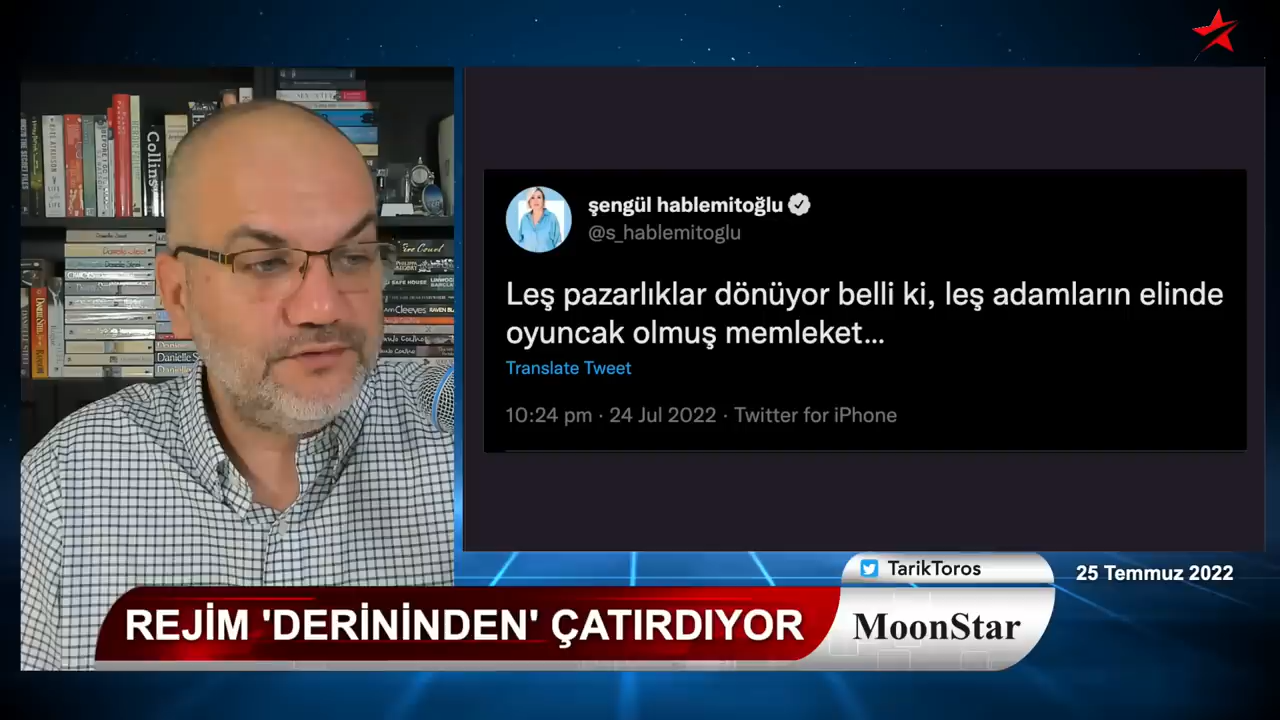 şengül hablemitoğlu
@s_hablemitoglu
Leş pazarlıklar dönüyor belli ki, leş adamların elinde
oyuncak olmuş memleket...
Translate Tweet
10:24 pm · 24 Jul 2022 · Twitter for iPhone
TarikToros
25 Temmuz 2022
REJİM 'DERİNİNDEN' ÇATIRDIYOR
MoonStar
Collins